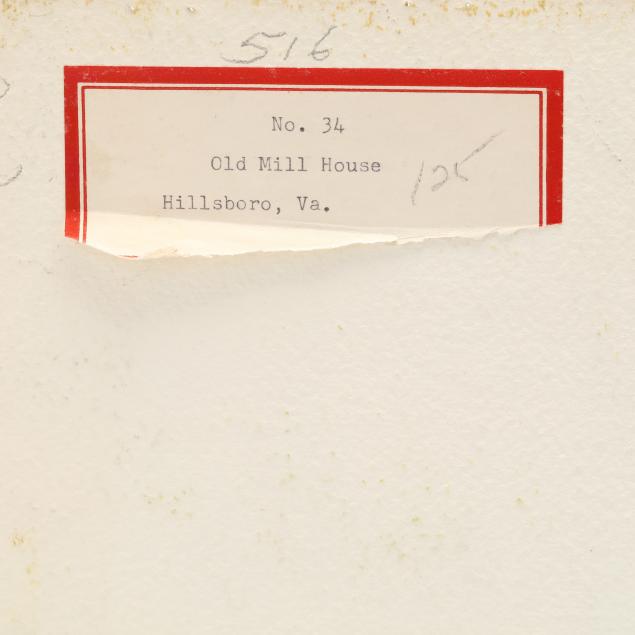 516
No. 34
Old Mill House
125
Hillsboro, Va.